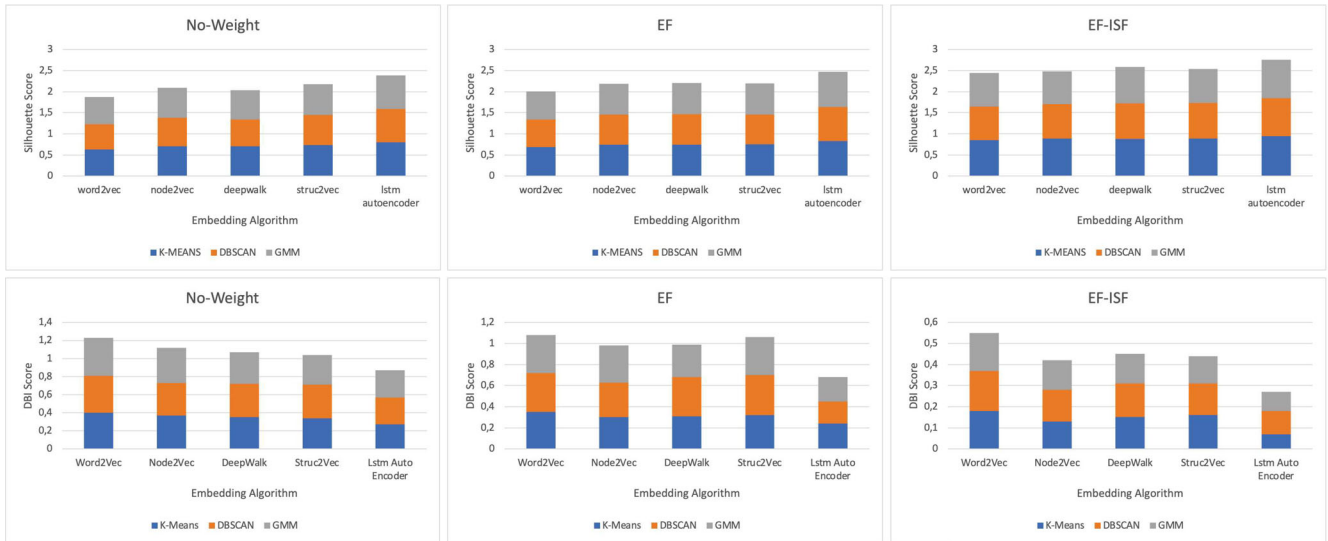 No-Weight
Silhouette Score
3
2,5
2
1,5
1
0,5
0
word2vec node2vec deepwalk struc2vec lstm
autoencoder
Embedding Algorithm
K-MEANS DBSCAN GMM
EF
Silhouette Score
3
2,5
2
1,5
1
0,5
0
word2vec node2vec deepwalk struc2vec lstm
autoencoder
Embedding Algorithm
K-MEANS DBSCAN GMM
EF-ISF
Silhouette Score
3
2,5
2
1,5
1
0,5
0
word2vec node2vec deepwalk struc2vec lstm
autoencoder
Embedding Algorithm
K-MEANS DBSCAN GMM
No-Weight
DBI Score
1,4
1,2
1
0,8
0,6
0,4
0,2
0
Word2Vec Node2Vec DeepWalk Struc2Vec Lstm Auto
Encoder
Embedding Algorithm
K-Means DBSCAN GMM
EF
DBI Score
1,2
1
0,8
0,6
0,4
0,2
0
Word2Vec Node2Vec DeepWalk Struc2Vec Lstm Auto
Encoder
Embedding Algorithm
K-Means DBSCAN GMM
EF-ISF
DBI Score
0,6
0,5
0,4
0,3
0,2
0,1
0
Word2Vec Node2Vec DeepWalk Struc2Vec Lstm Auto
Encoder
Embedding Algorithm
K-Means DBSCAN GMM